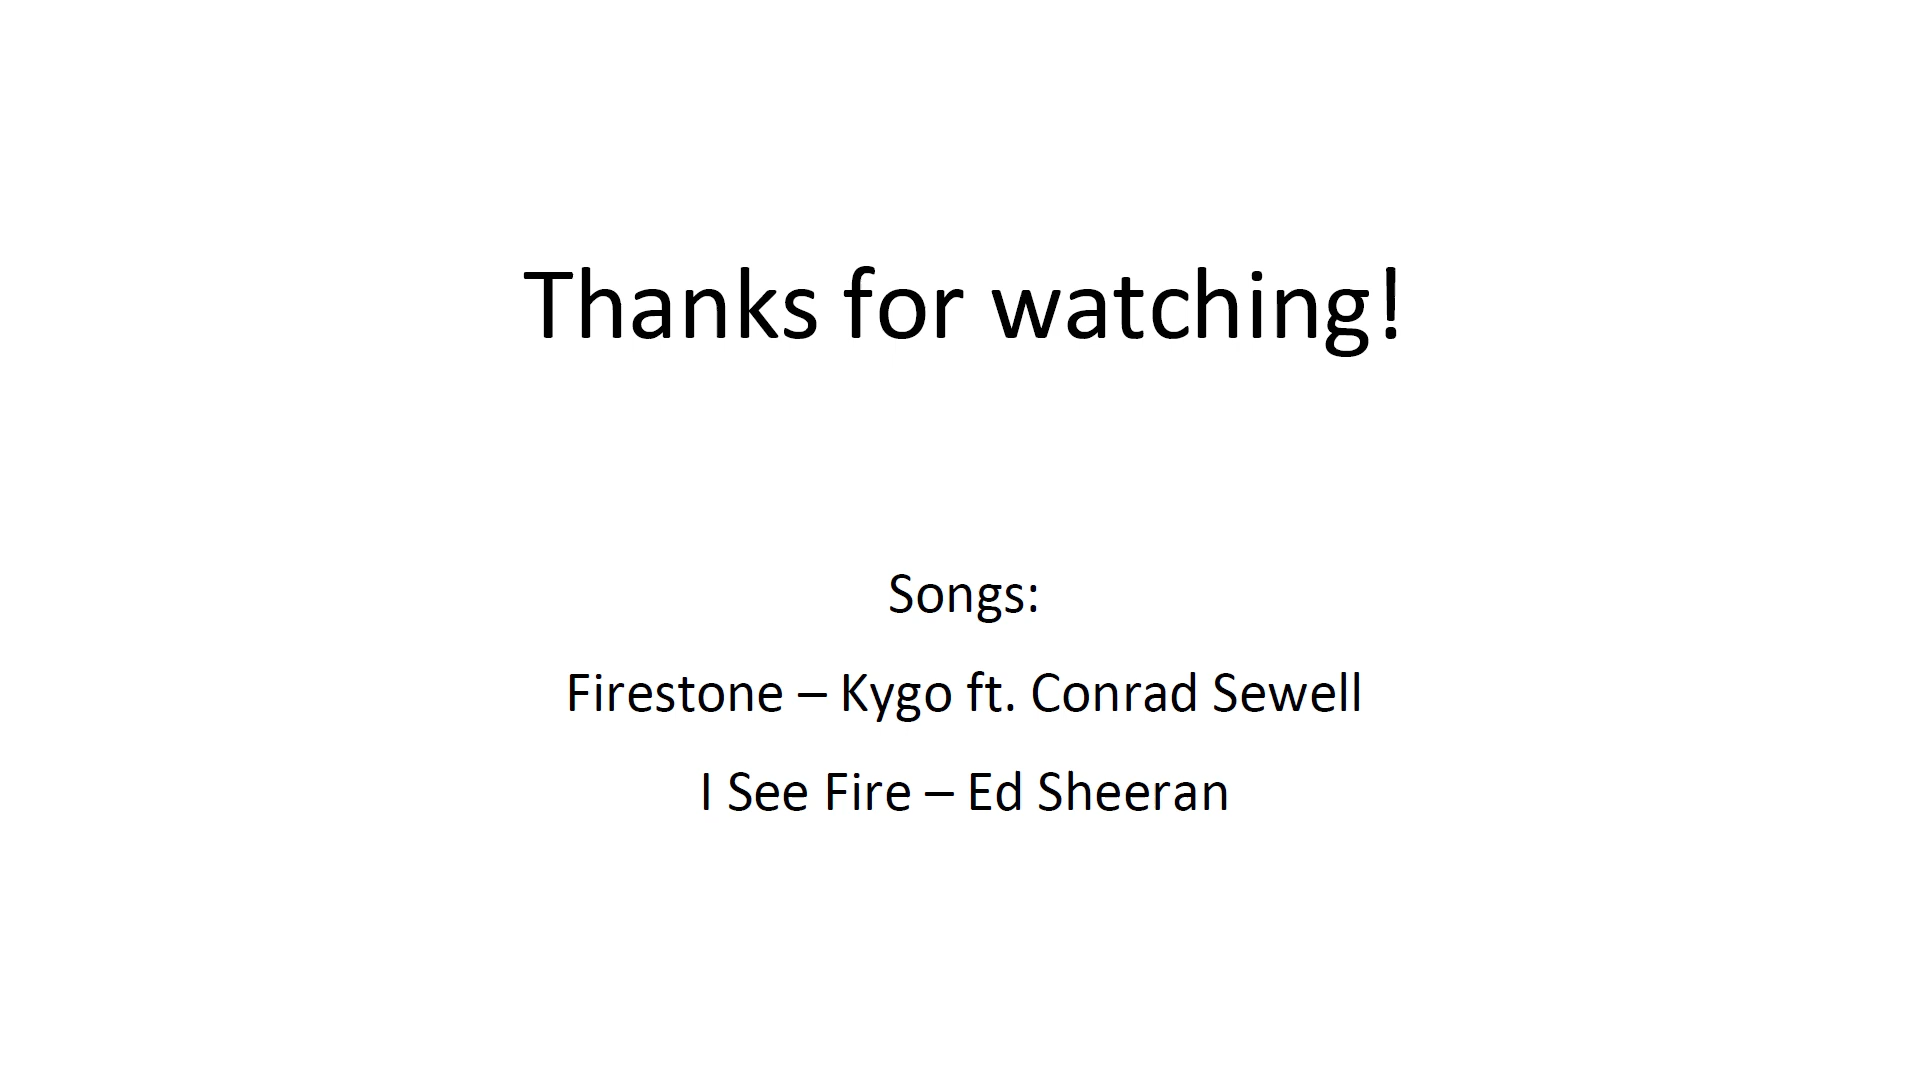 Thanks for watching!
Songs:
Firestone – Kygo ft. Conrad Sewell
I See Fire – Ed Sheeran